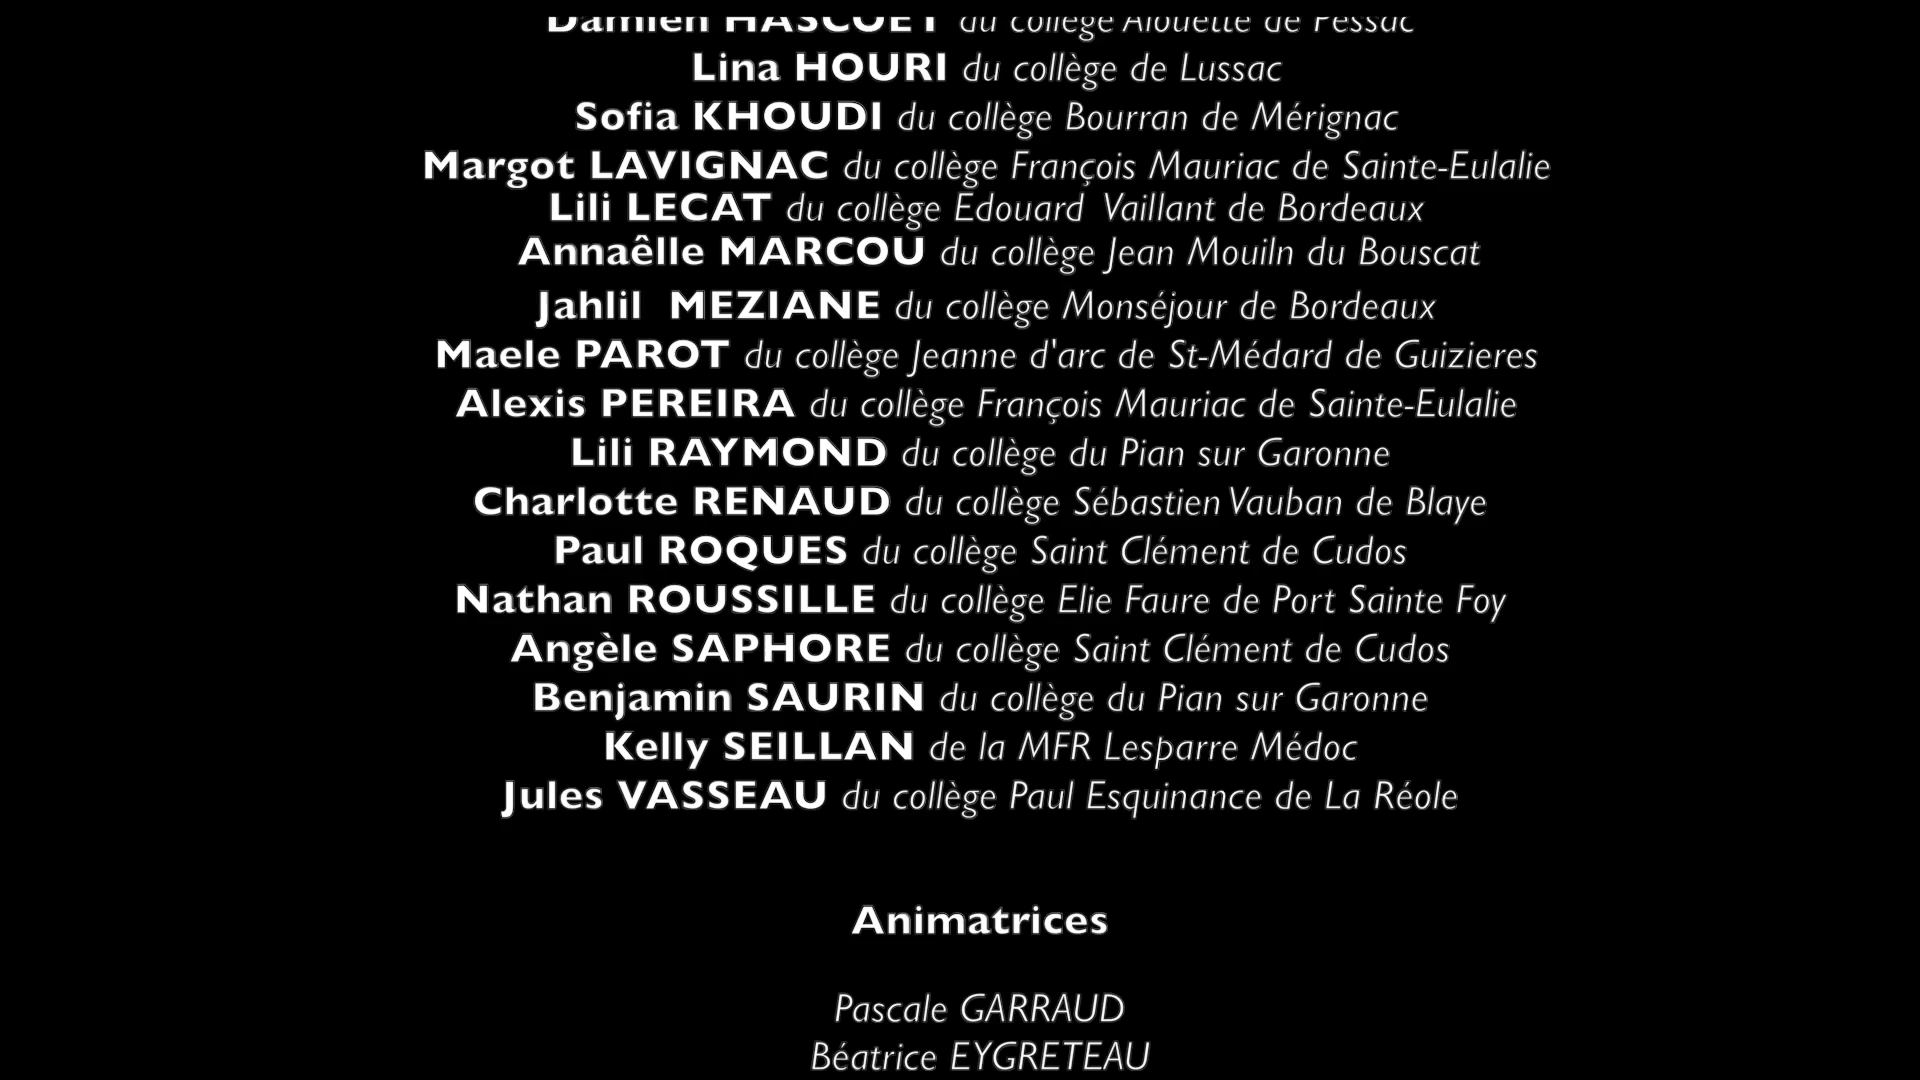 Damien HASCOET du collège Alouette de Pessac
Lina HOURI du collège de Lussac
Sofia KHOUDI du collège Bourran de Mérignac
Margot LAVIGNAC du collège François Mauriac de Sainte-Eulalie
Lili LECAT du collège Edouard Vaillant de Bordeaux
Annaêlle MARCOU du collège Jean Mouiln du Bouscat
Jahlil MEZIANE du collège Monséjour de Bordeaux
Maele PAROT du collège Jeanne d'arc de St-Médard de Guizieres
Alexis PEREIRA du collège François Mauriac de Sainte-Eulalie
Lili RAYMOND du collège du Pian sur Garonne
Charlotte RENAUD du collège Sébastien Vauban de Blaye
Paul ROQUES du collège Saint Clément de Cudos
Nathan ROUSSILLE du collège Elie Faure de Port Sainte Foy
Angèle SAPHORE du collège Saint Clément de Cudos
Benjamin SAURIN du collège du Pian sur Garonne
Kelly SEILLAN de la MFR Lesparre Médoc
Jules VASSEAU du collège Paul Esquinance de La Réole
Animatrices
Pascale GARRAUD
Béatrice EYGRETEAU